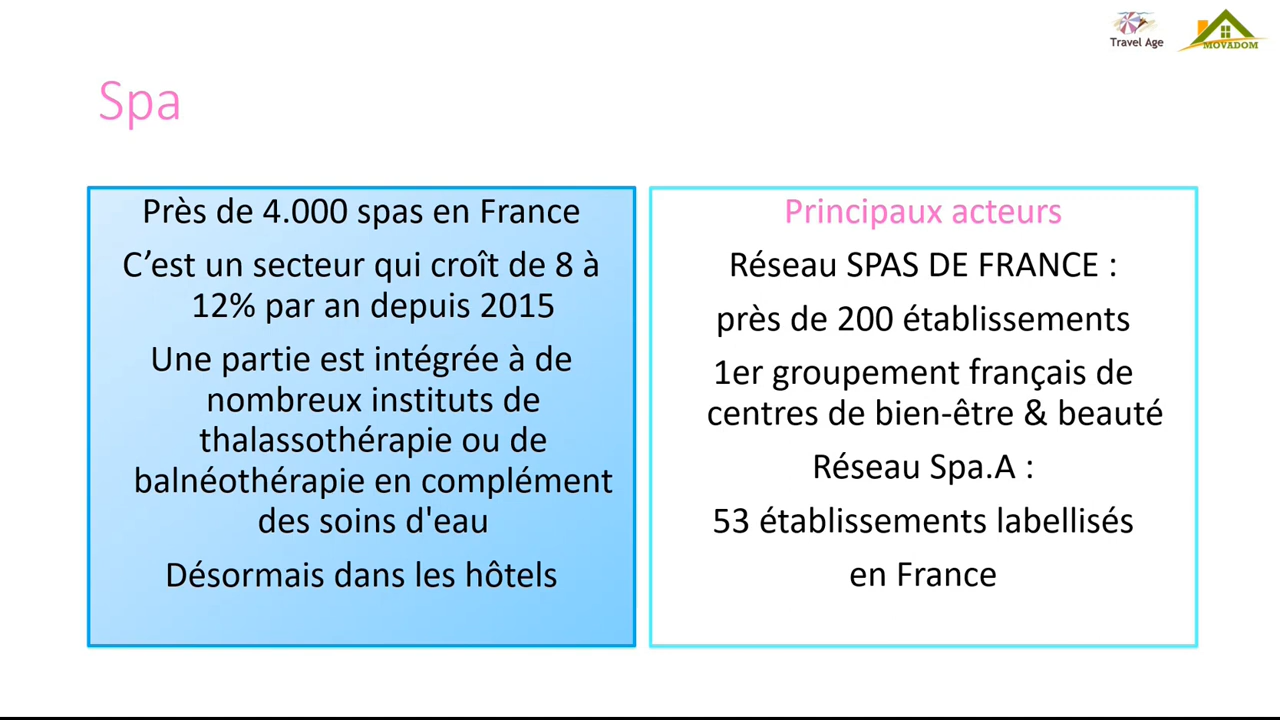 Travel Age
MOVADOM
Spa
Près de 4.000 spas en France
C’est un secteur qui croît de 8 à
12% par an depuis 2015
Une partie est intégrée à de
nombreux instituts de
thalassothérapie ou de
balnéothérapie en complément
des soins d'eau
Désormais dans les hôtels
Principaux acteurs
Réseau SPAS DE FRANCE :
près de 200 établissements
1er groupement français de
centres de bien-être & beauté
Réseau Spa.A :
53 établissements labellisés
en France